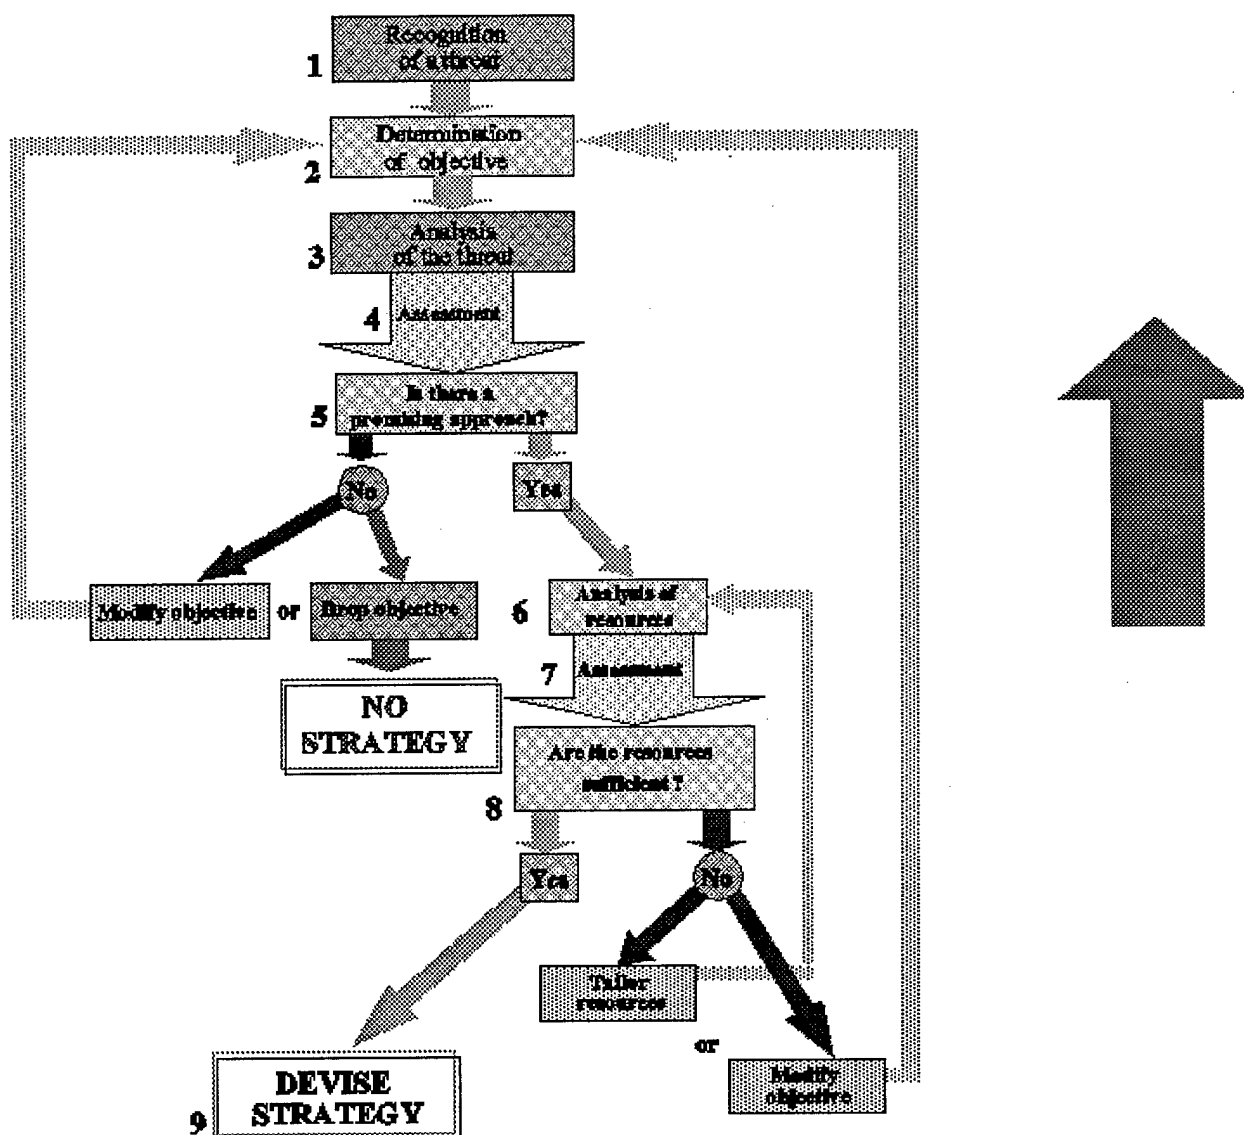 1
Recognition
of a threat
2
Determination
of objective
3
Analysis
of the threat
4
Assessment
5
Is there a
promising approach?
No
Yes
Modify objective
or
Drop objective
6
Analysis of
resources
NO
STRATEGY
7
Assessment
Are the resources
sufficient ?
8
Yes
No
Tailor
resources
or
Modify
objective
DEVISE
STRATEGY
9